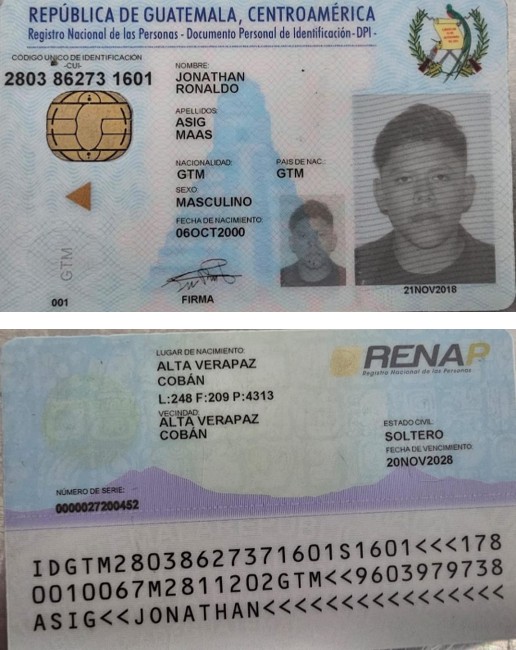 REPÚBLICA DE GUATEMALA, CENTROAMÉRICA
Registro Nacional de las Personas - Documento Personal de Identificación-DPI -
CÓDIGO ÚNICO DE IDENTIFICACIÓN
-CUI-
2803 86273 1601
NOMBRE:
JONATHAN
RONALDO
APELLIDOS:
ASIG
MAAS
NACIONALIDAD: PAIS DE NAC.:
GTM GTM
SEXO:
MASCULINO
FECHA DE NACIMIENTO:
06OCT2000
GTM
001
FIRMA
21NOV2018
LUGAR DE NACIMIENTO:
ALTA VERAPAZ
COBÁN
L:248 F:209 P:4313
VECINDAD:
ALTA VERAPAZ
COBÁN
RENAP
Registro Nacional de las Personas
ESTADO CIVIL:
SOLTERO
FECHA DE VENCIMIENTO:
20NOV2028
NÚMERO DE SERIE:
0000027200452
IDGTM28038627371601S1601<<<178
0010067M2811202GTM<<9603979738
ASIG<<JONATHAN<<<<<<<<<<<<<<<<